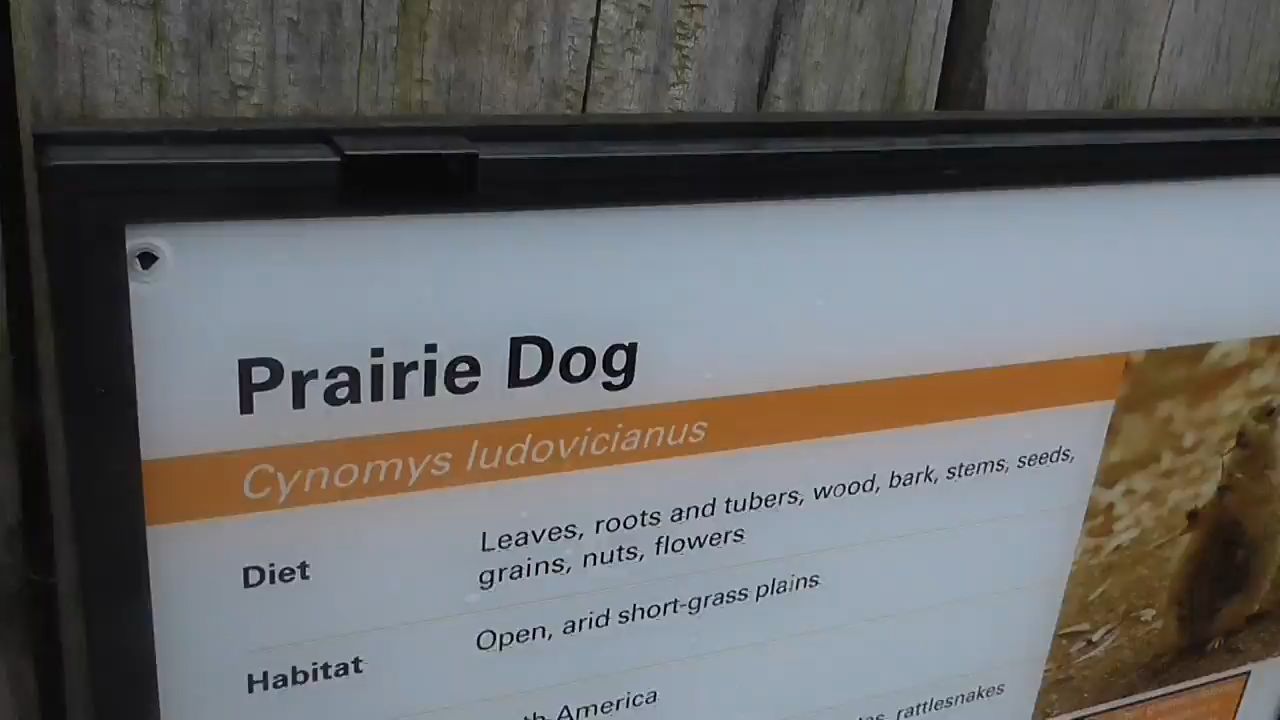 Prairie Dog
Cynomys ludovicianus
Diet
Leaves, roots and tubers, wood, bark, stems, seeds,
grains, nuts, flowers
Habitat
Open, arid short-grass plains
America
rattlesnakes